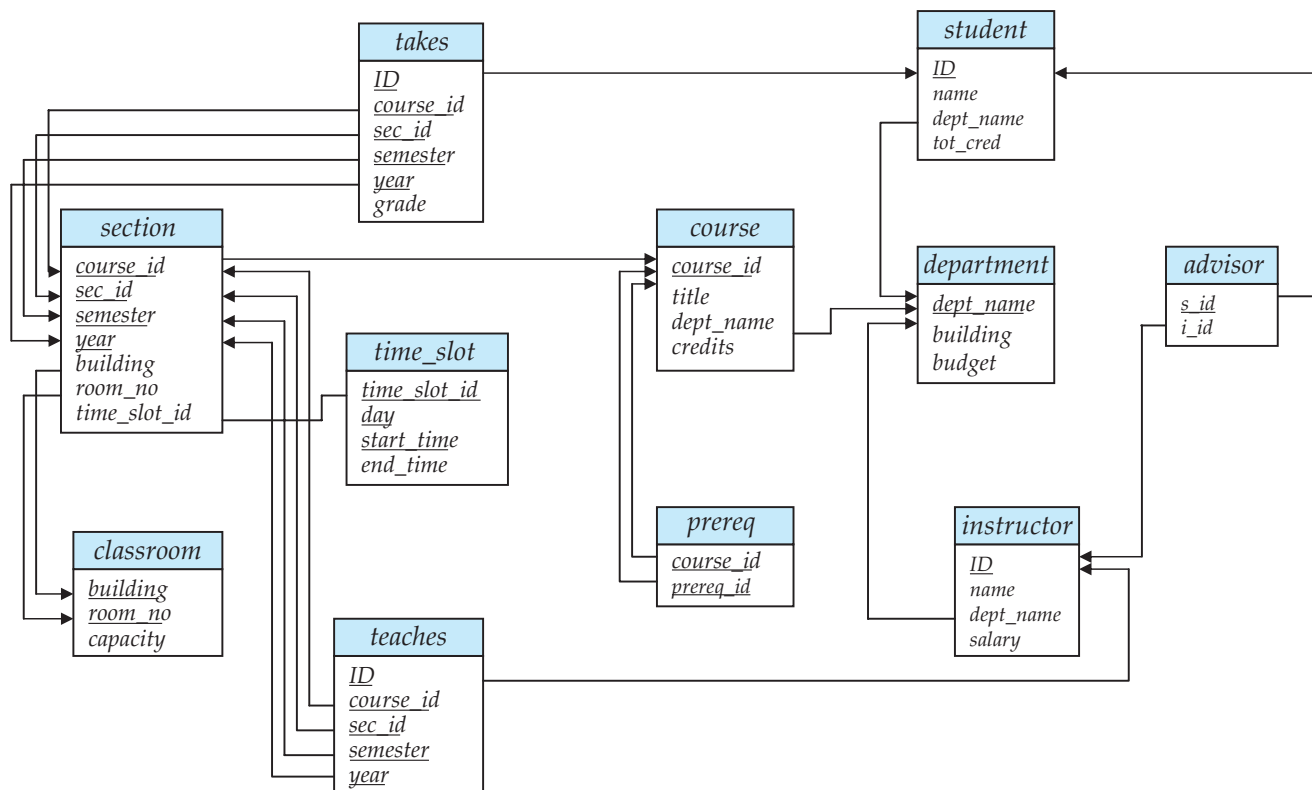 takes
ID
course_id
sec_id
semester
year
grade
student
ID
name
dept_name
tot_cred
section
course_id
sec_id
semester
year
building
room_no
time_slot_id
course
course_id
title
dept_name
credits
department
dept_name
building
budget
advisor
s_id
i_id
time_slot
time_slot_id
day
start_time
end_time
prereq
course_id
prereq_id
instructor
ID
name
dept_name
salary
classroom
building
room_no
capacity
teaches
ID
course_id
sec_id
semester
year